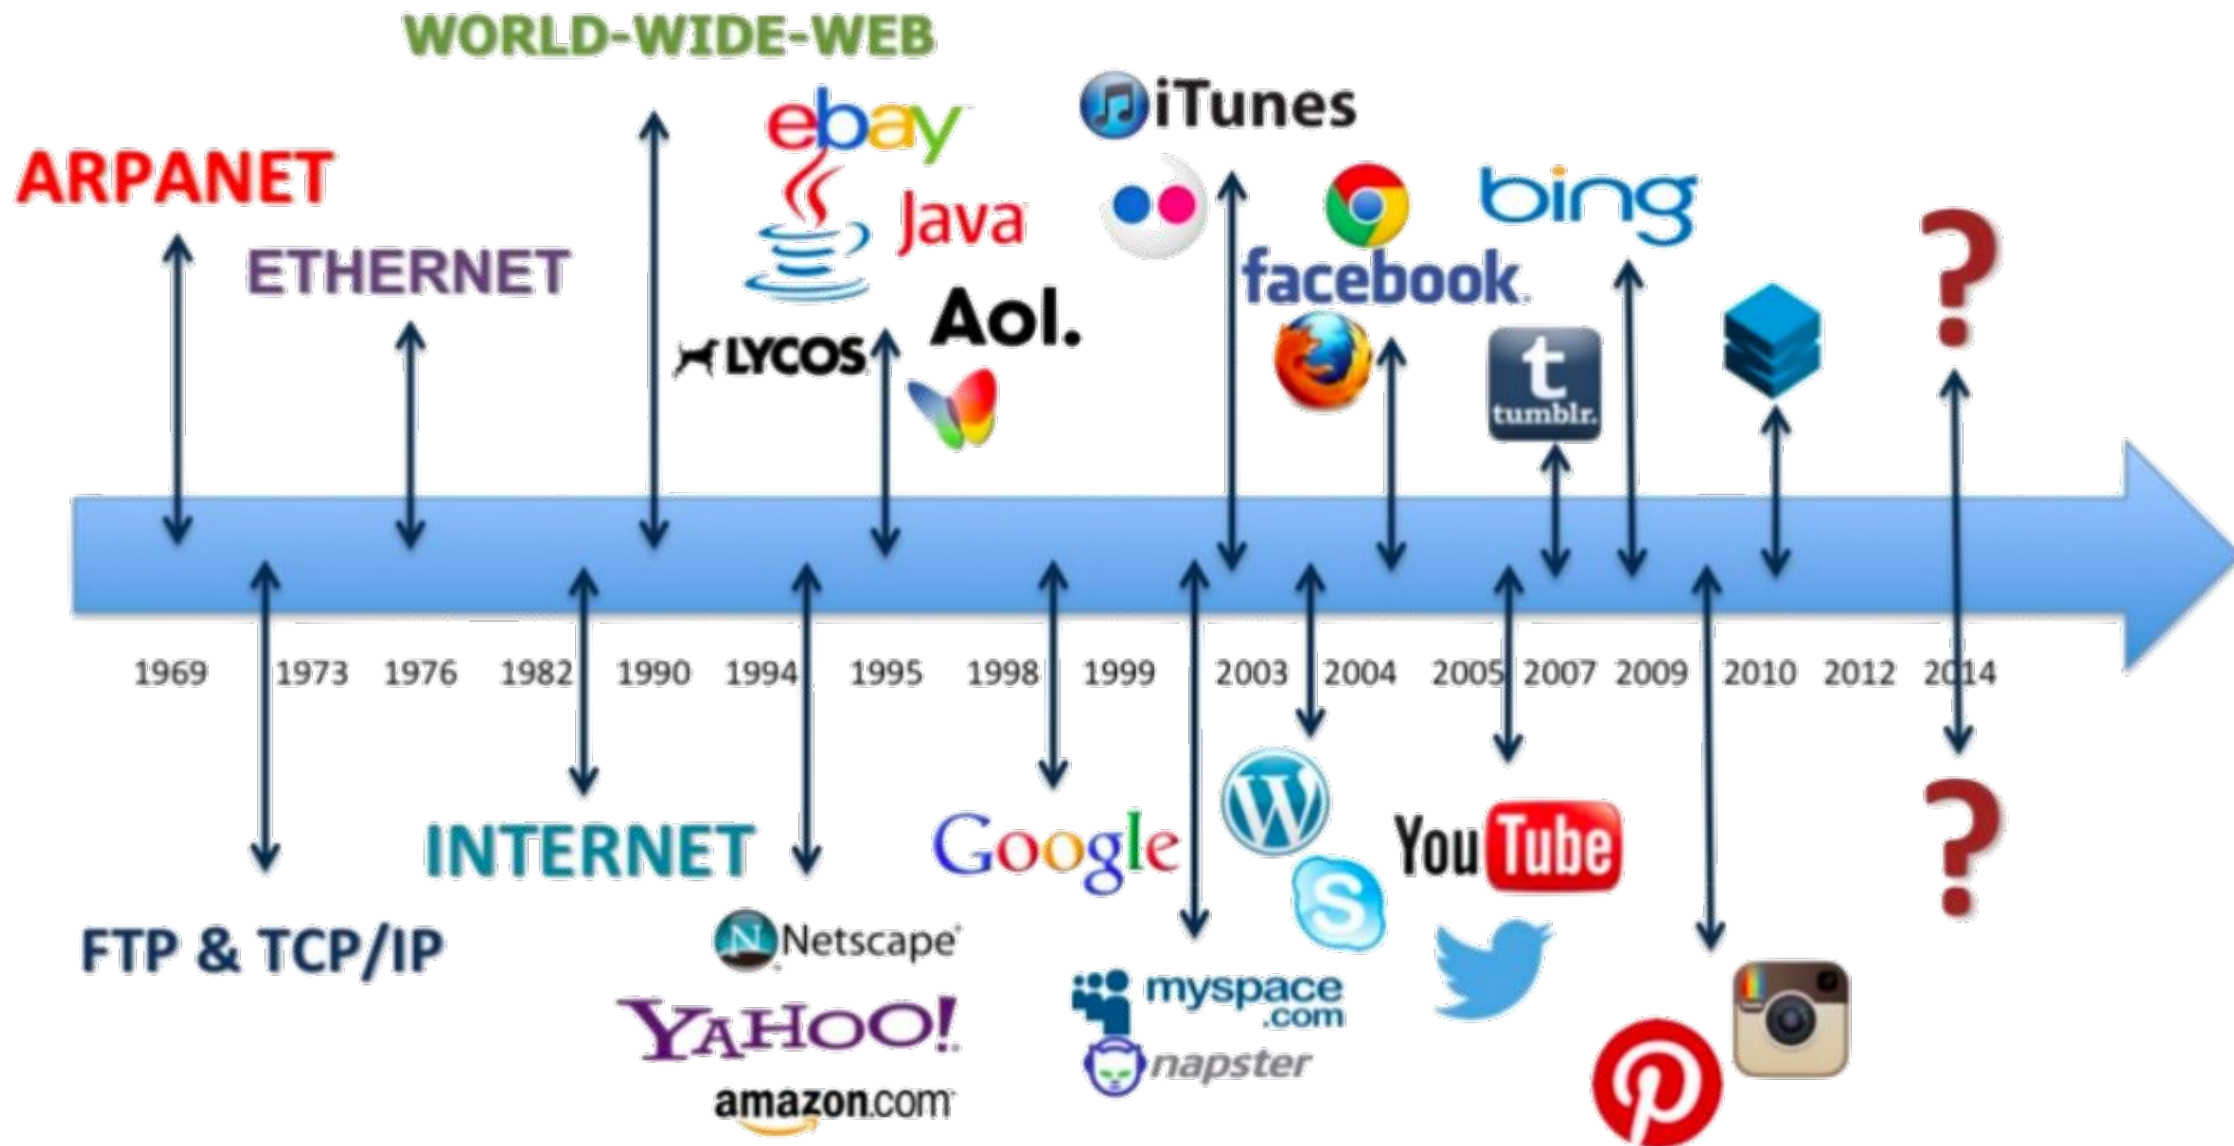 WORLD-WIDE-WEB
ebay
iTunes
ARPANET
Java
bing
?
ETHERNET
facebook.
Aol.
LYCOS
t
tumblr.
1969 1973 1976 1982 1990 1994 1995 1998 1999 2003 2004 2005 2007 2009 2010 2012 2014
W
INTERNET
Google
YouTube
?
S
FTP & TCP/IP
N Netscape
myspace
.com
YAHOO!
napster
amazon.com
P